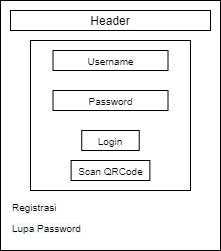 Header
Username
Password
Login
Scan QRCode
Registrasi
Lupa Password